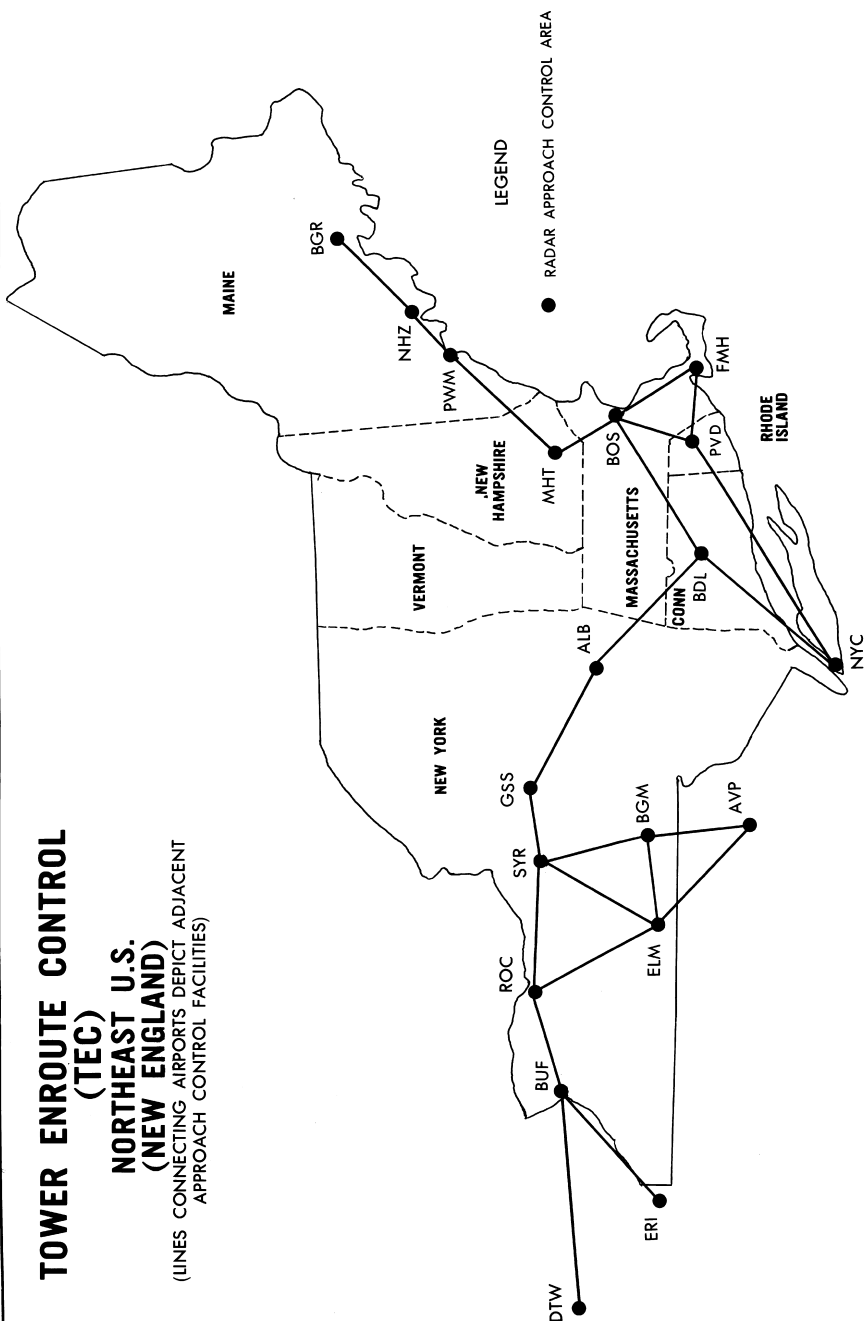 TOWER ENROUTE CONTROL
(TEC)
NORTHEAST U.S.
(NEW ENGLAND)
(LINES CONNECTING AIRPORTS DEPICT ADJACENT
APPROACH CONTROL FACILITIES)
LEGEND
RADAR APPROACH CONTROL AREA
MAINE
BGR
NHZ
PWM
.NEW
HAMPSHIRE
VERMONT
MHT
BOS
FMH
PVD
RHODE
ISLAND
MASSACHUSETTS
CONN
BDL
ALB
NEW YORK
NYC
GSS
SYR
BGM
AVP
ROC
ELM
BUF
ERI
DTW